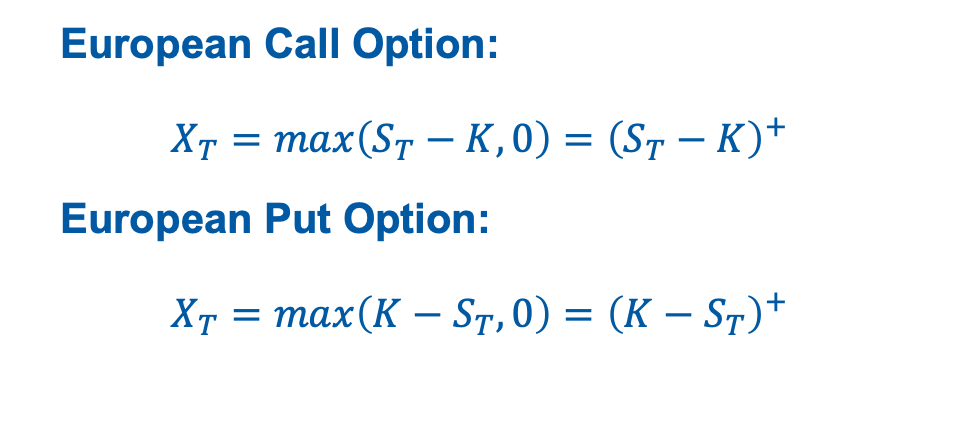 European Call Option:
X_T = max(S_T − K, 0) = (S_T − K)^+
European Put Option:
X_T = max(K − S_T, 0) = (K − S_T)^+